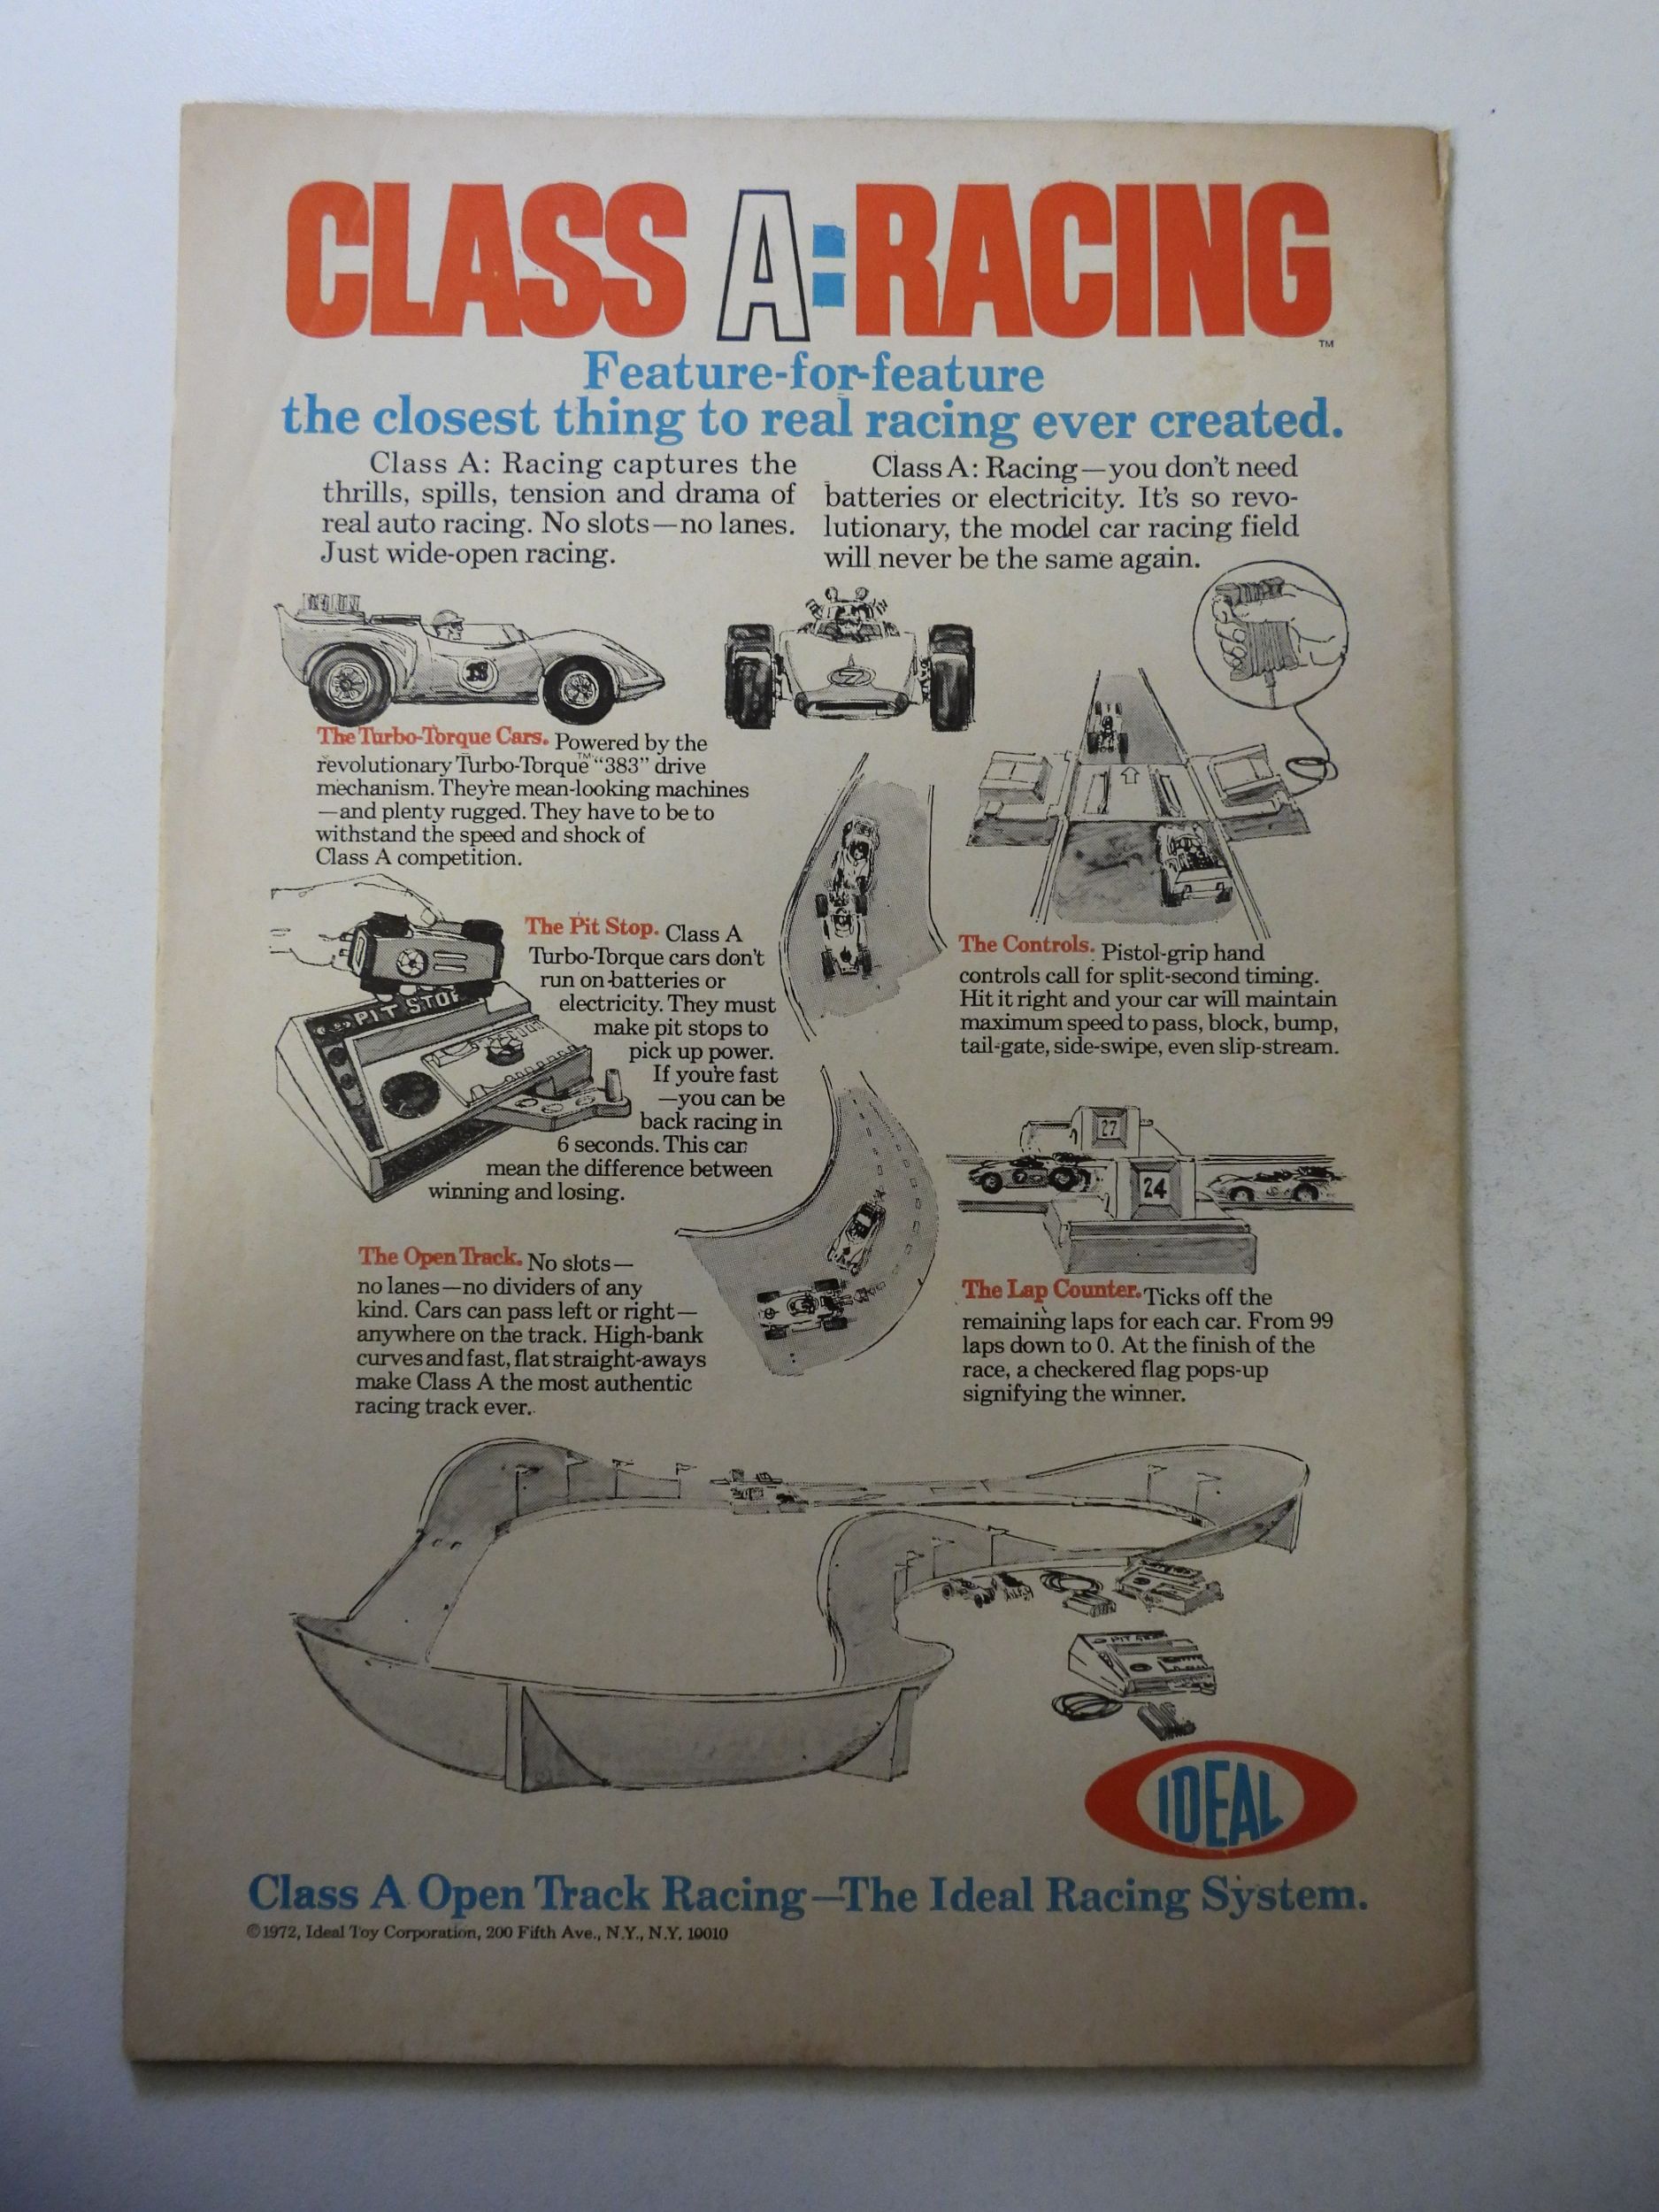 CLASS A:RACING
TM
Feature-for-feature
the closest thing to real racing ever created.
Class A: Racing captures the
thrills, spills, tension and drama of
real auto racing. No slots—no lanes.
Just wide-open racing.
Class A: Racing—you don't need
batteries or electricity. It's so revo-
lutionary, the model car racing field
will never be the same again.
7
The Turbo-Torque Cars. Powered by the
revolutionary Turbo-Torque™ "383" drive
mechanism. They're mean-looking machines
—and plenty rugged. They have to be to
withstand the speed and shock of
Class A competition.
PIT STOP
The Pit Stop. Class A
Turbo-Torque cars don't
run on batteries or
electricity. They must
make pit stops to
pick up power.
If you're fast
—you can be
back racing in
6 seconds. This can
mean the difference between
winning and losing.
The Controls. Pistol-grip hand
controls call for split-second timing.
Hit it right and your car will maintain
maximum speed to pass, block, bump,
tail-gate, side-swipe, even slip-stream.
27
24
The Open Track. No slots—
no lanes—no dividers of any
kind. Cars can pass left or right—
anywhere on the track. High-bank
curves and fast, flat straight-aways
make Class A the most authentic
racing track ever.
The Lap Counter. Ticks off the
remaining laps for each car. From 99
laps down to 0. At the finish of the
race, a checkered flag pops-up
signifying the winner.
IDEAL
Class A Open Track Racing—The Ideal Racing System.
©1972, Ideal Toy Corporation, 200 Fifth Ave., N.Y., N.Y. 10010